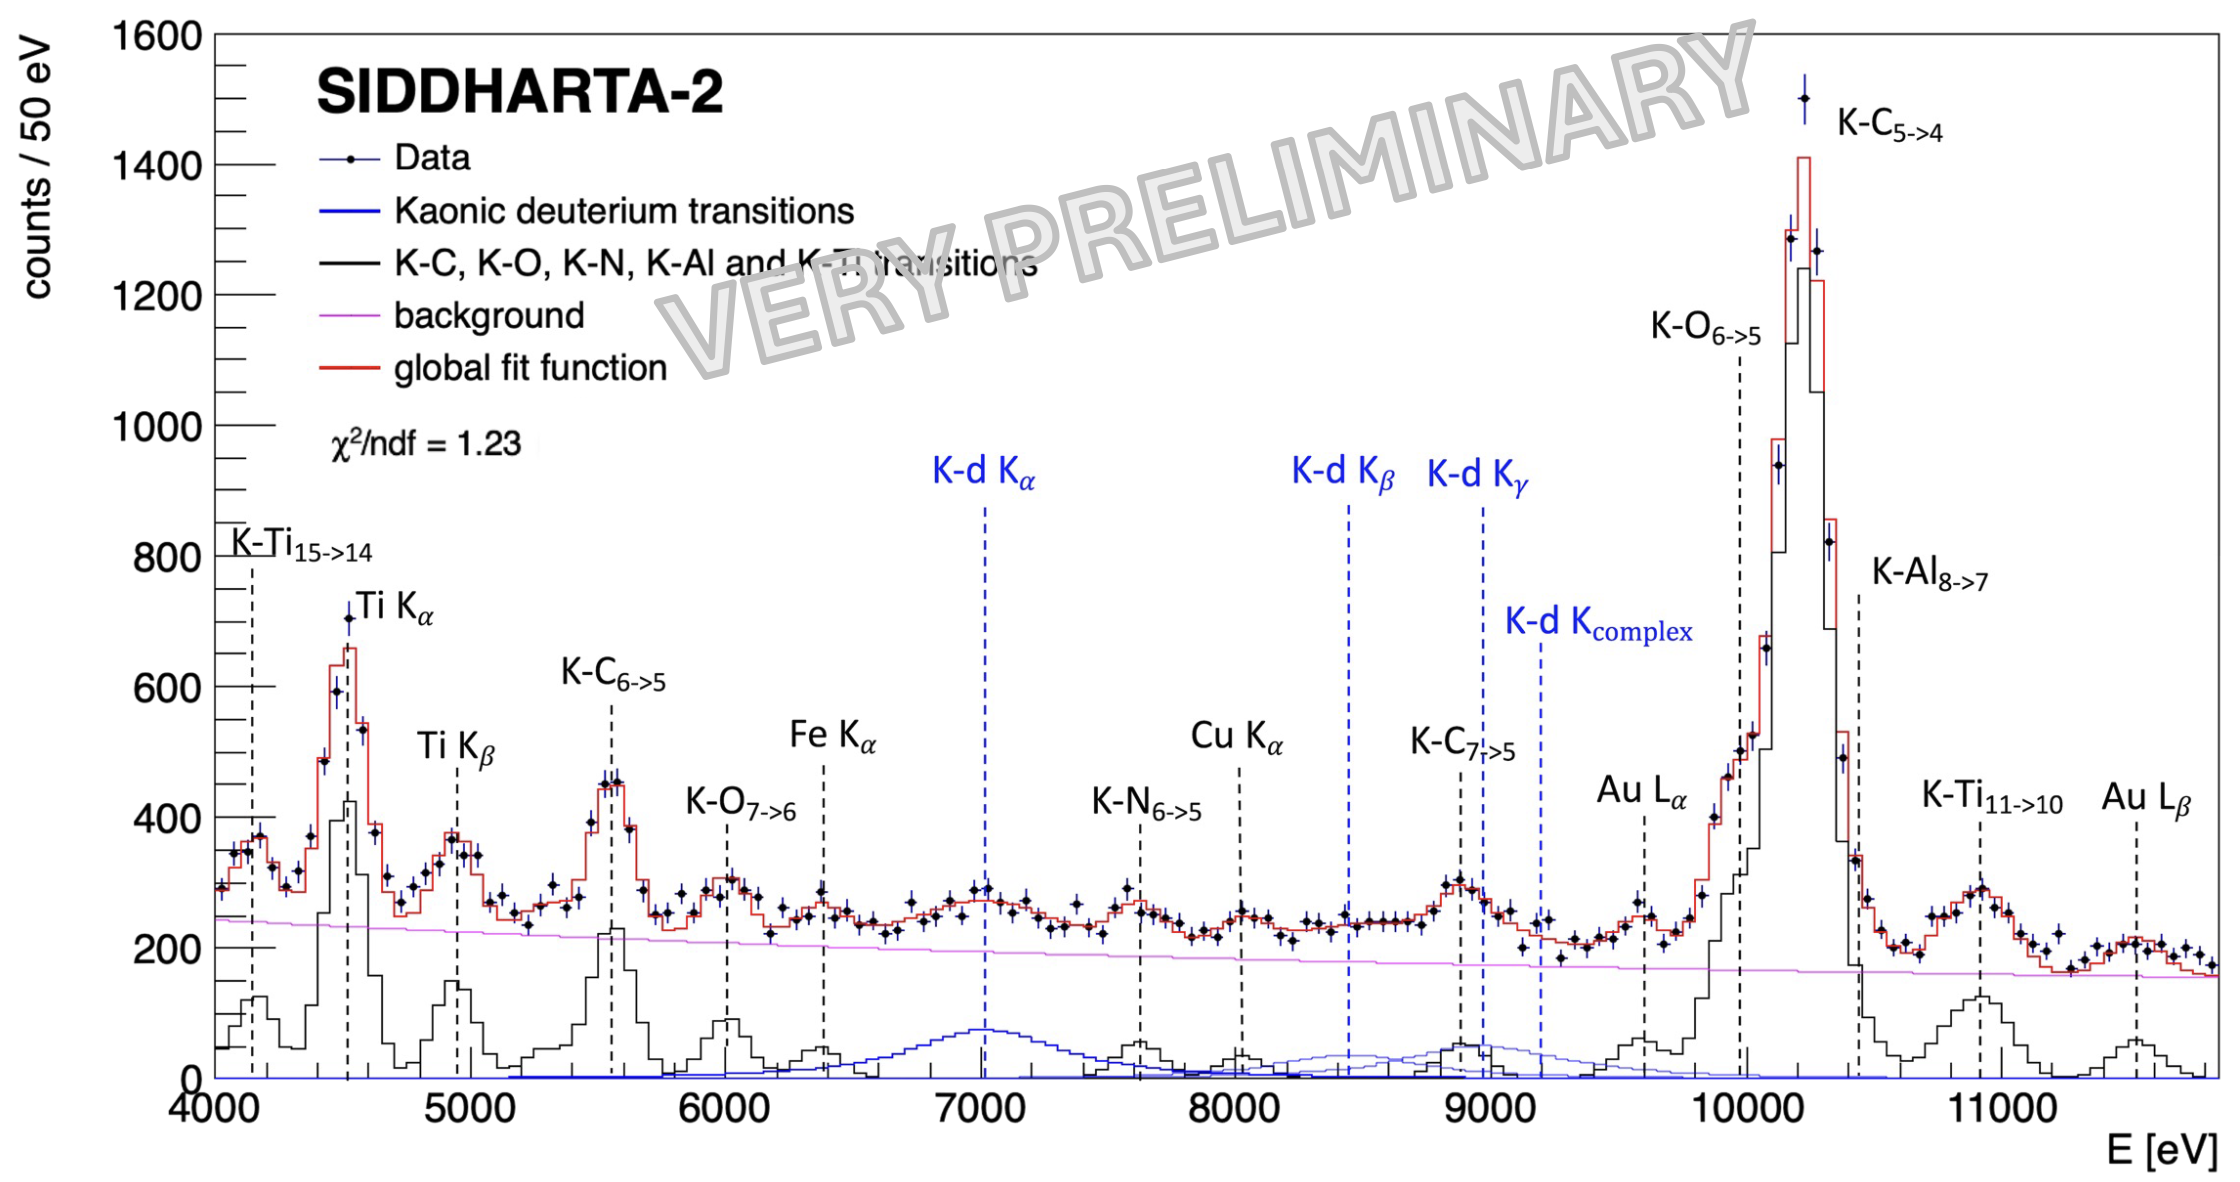 counts / 50 eV
1600
1400
1200
1000
800
600
400
200
0
SIDDHARTA-2
Data
Kaonic deuterium transitions
K-C, K-O, K-N, K-Al and K-Ti transitions
background
global fit function
χ²/ndf = 1.23
VERY PRELIMINARY
K-Ti15->14
Ti Kα
Ti Kβ
K-C6->5
K-O7->6
Fe Kα
K-d Kα
K-N6->5
Cu Kα
K-d Kβ
K-d Kγ
K-C7->5
K-d Kcomplex
Au Lα
K-O6->5
K-C5->4
K-Al8->7
K-Ti11->10
Au Lβ
4000 5000 6000 7000 8000 9000 10000 11000
E [eV]